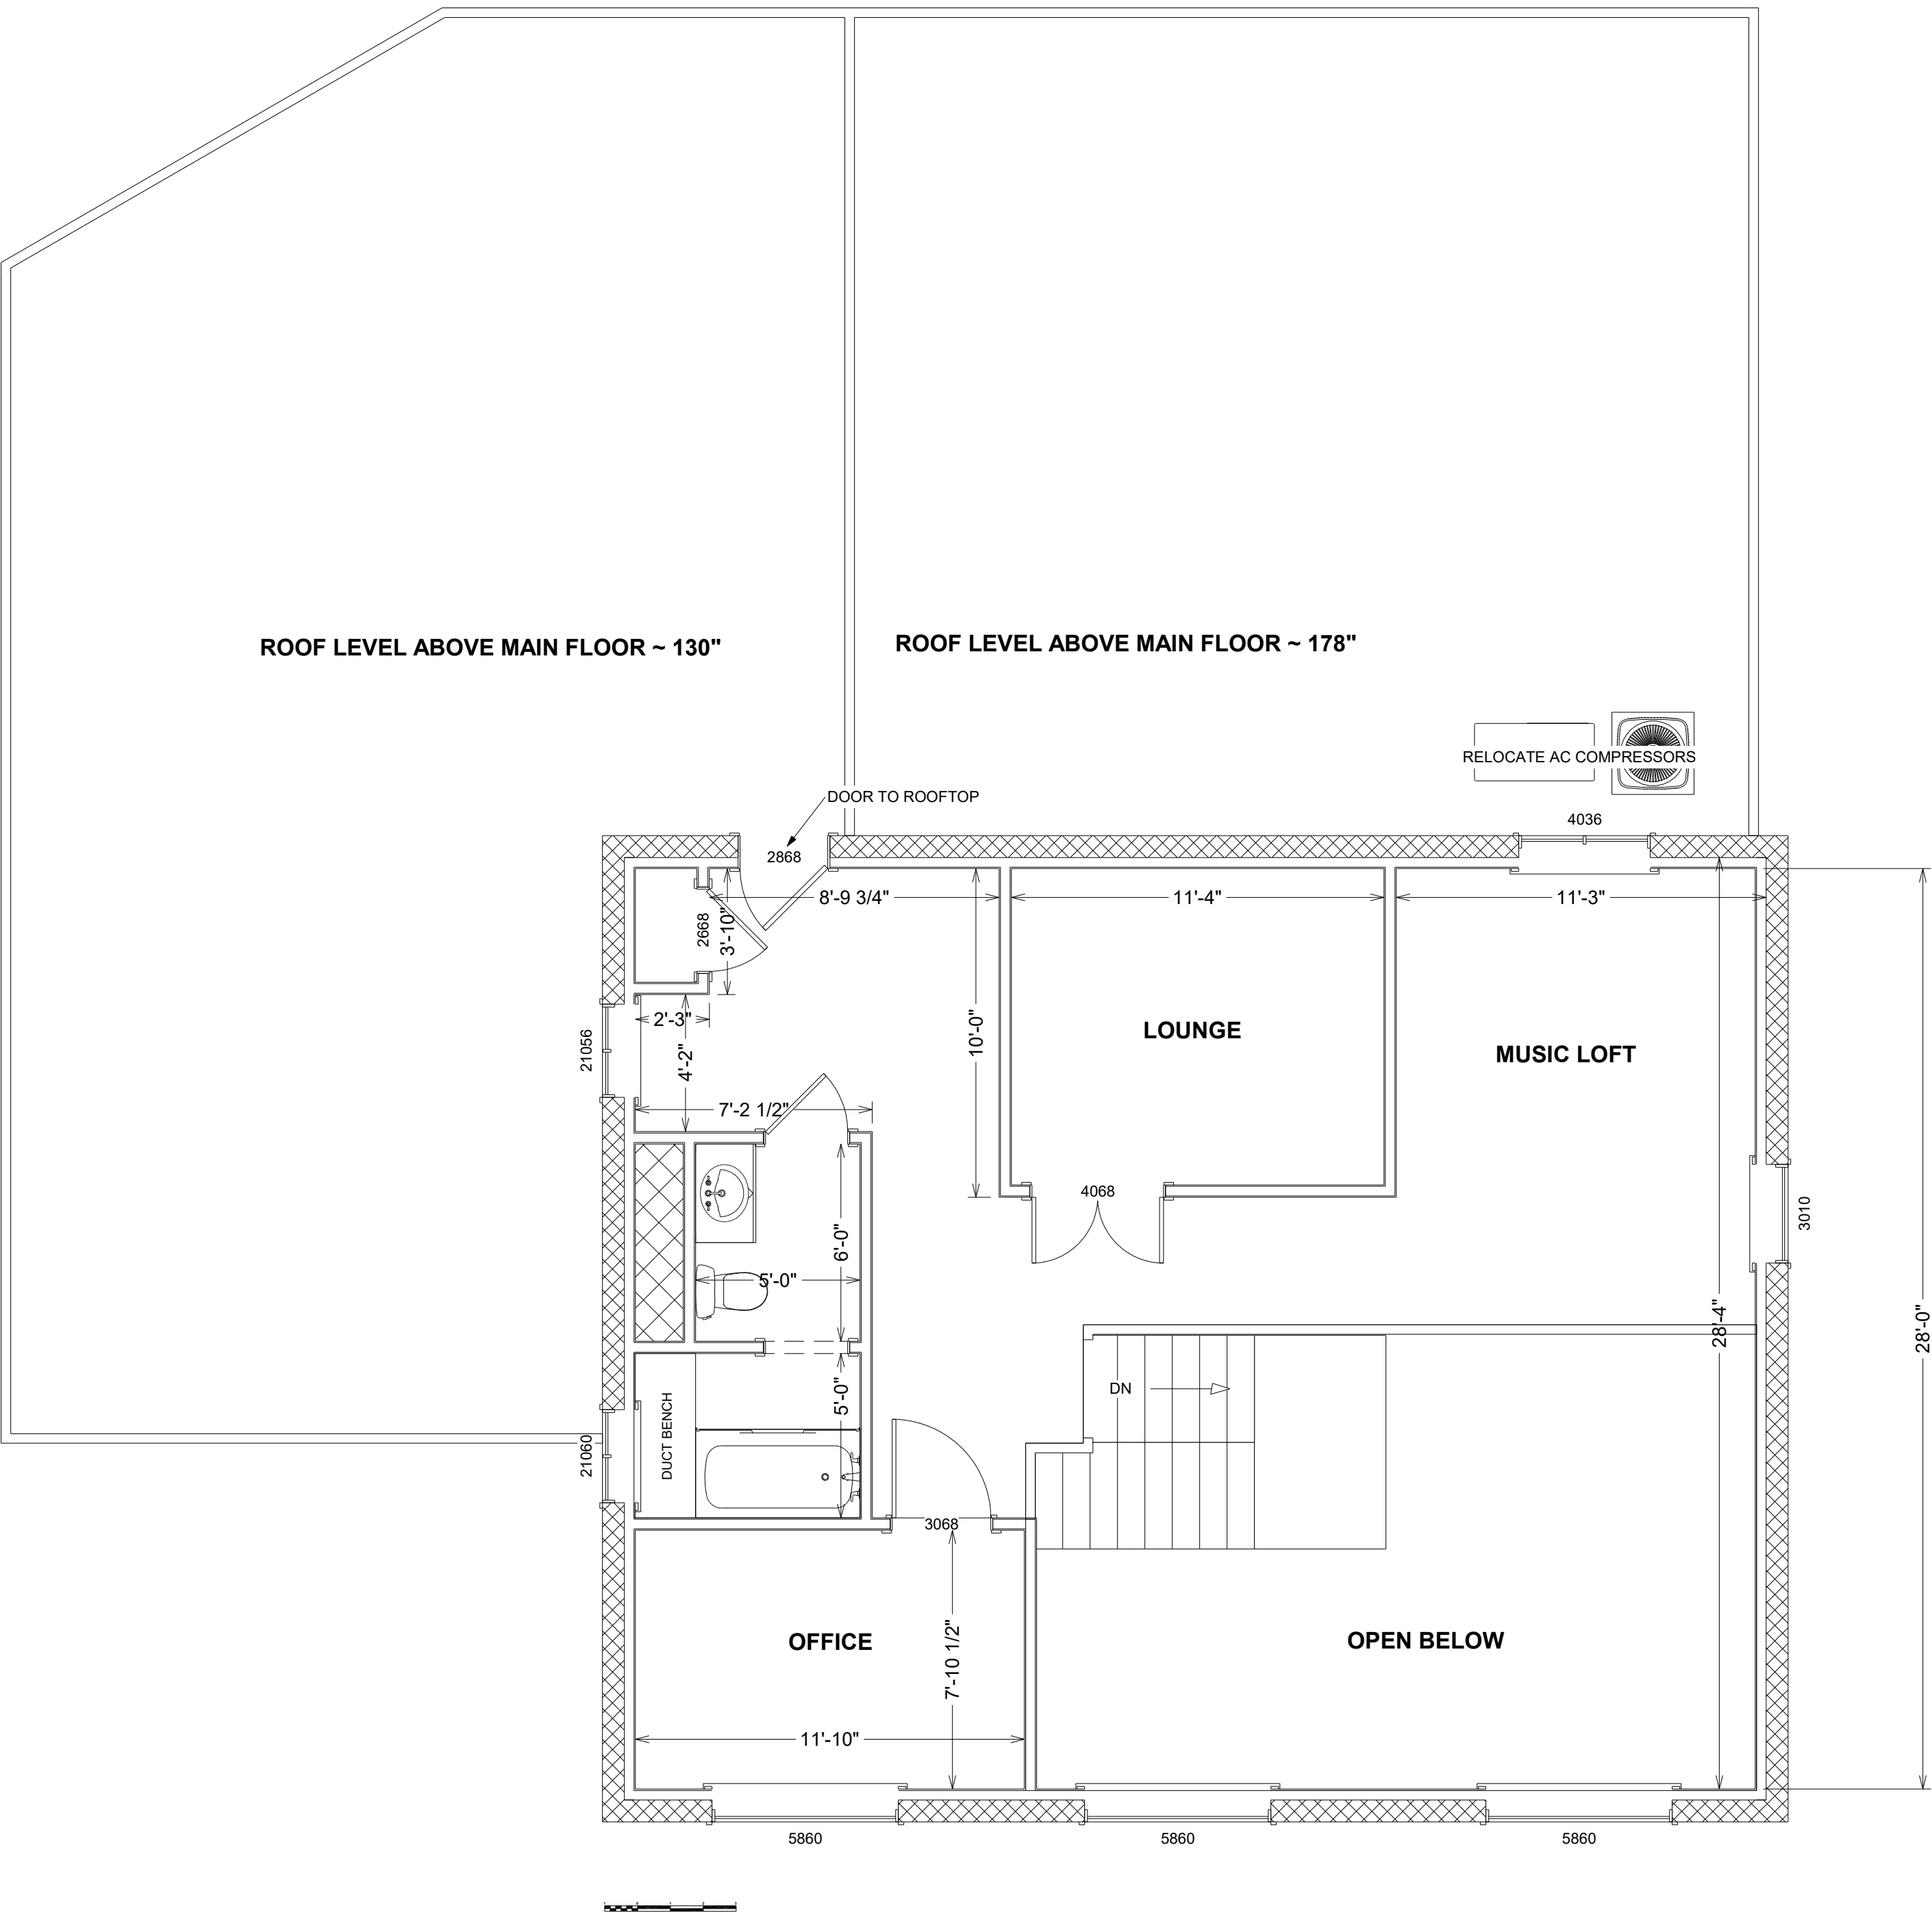 ROOF LEVEL ABOVE MAIN FLOOR ~ 130"
ROOF LEVEL ABOVE MAIN FLOOR ~ 178"
RELOCATE AC COMPRESSORS
DOOR TO ROOFTOP
4036
2868
8'-9 3/4"
11'-4"
11'-3"
2668
3'-10"
2'-3"
21056
4'-2"
10'-0"
LOUNGE
MUSIC LOFT
7'-2 1/2"
4068
3010
6'-0"
5'-0"
28'-4"
28'-0"
DN
5'-0"
DUCT BENCH
21060
3068
OFFICE
7'-10 1/2"
OPEN BELOW
11'-10"
5860
5860
5860